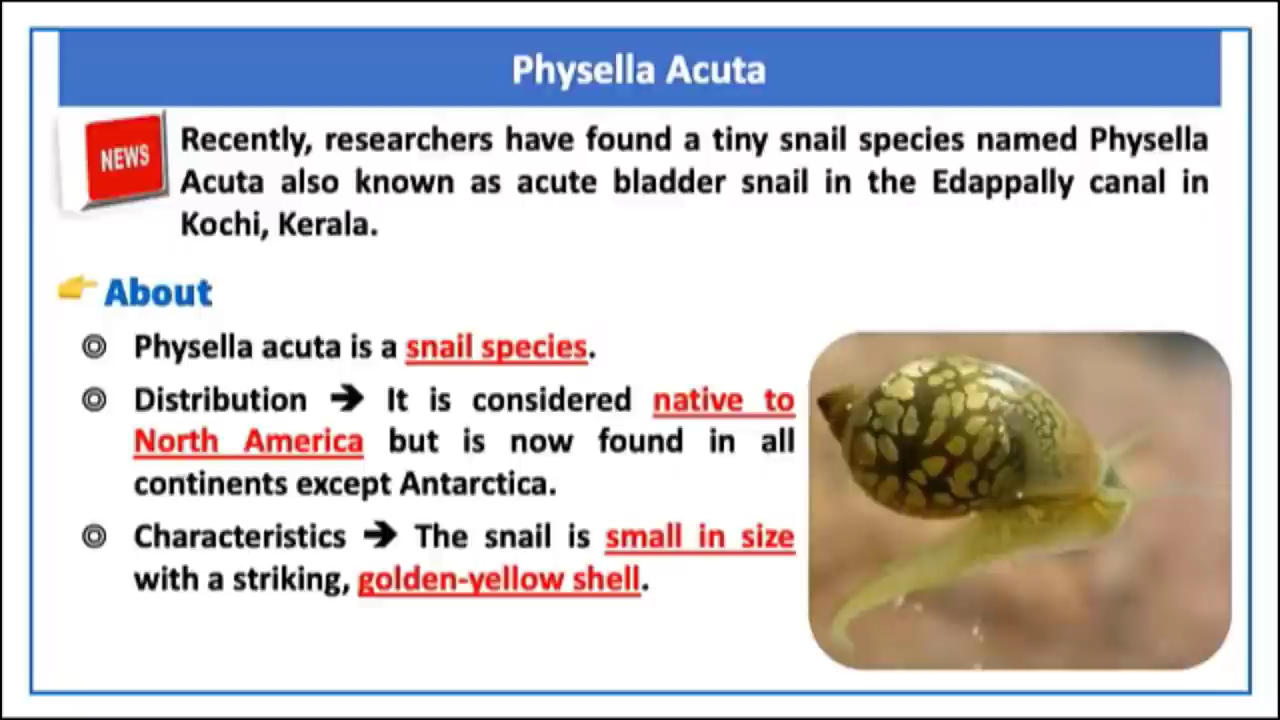 Physella Acuta
NEWS
Recently, researchers have found a tiny snail species named Physella
Acuta also known as acute bladder snail in the Edappally canal in
Kochi, Kerala.
About
Physella acuta is a snail species.
Distribution ➔ It is considered native to
North America but is now found in all
continents except Antarctica.
Characteristics ➔ The snail is small in size
with a striking, golden-yellow shell.